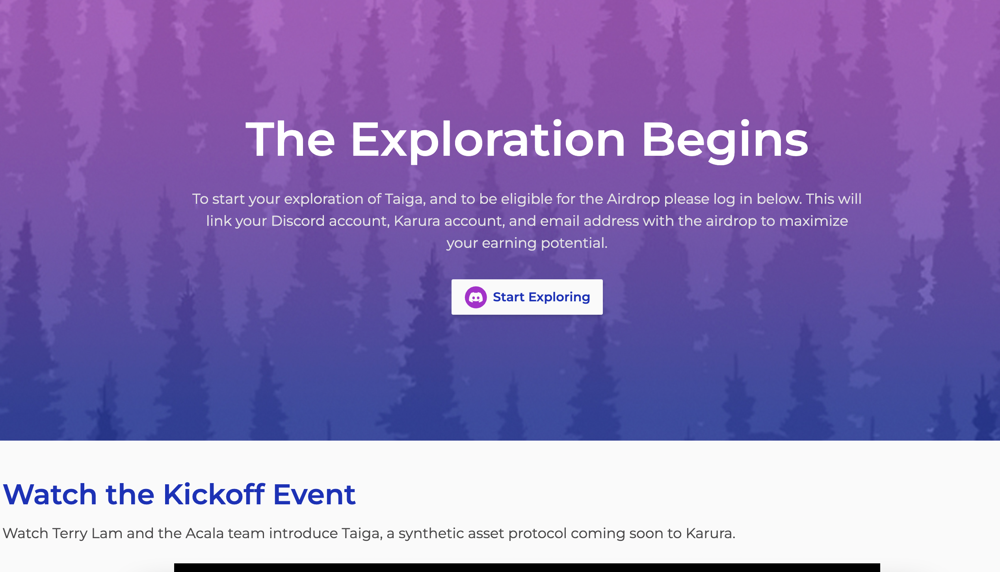 The Exploration Begins
To start your exploration of Taiga, and to be eligible for the Airdrop please log in below. This will
link your Discord account, Karura account, and email address with the airdrop to maximize
your earning potential.
Start Exploring
Watch the Kickoff Event
Watch Terry Lam and the Acala team introduce Taiga, a synthetic asset protocol coming soon to Karura.